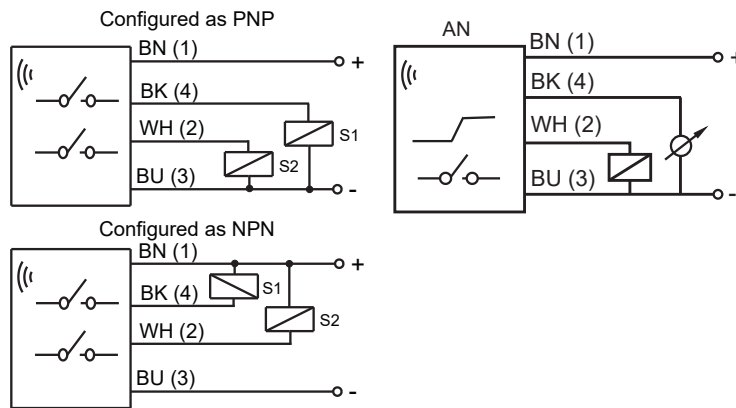 Configured as PNP
BN (1)
+
BK (4)
S1
WH (2)
S2
BU (3)
-
Configured as NPN
BN (1)
+
S1
BK (4)
S2
WH (2)
BU (3)
-
AN
BN (1)
+
BK (4)
WH (2)
BU (3)
-